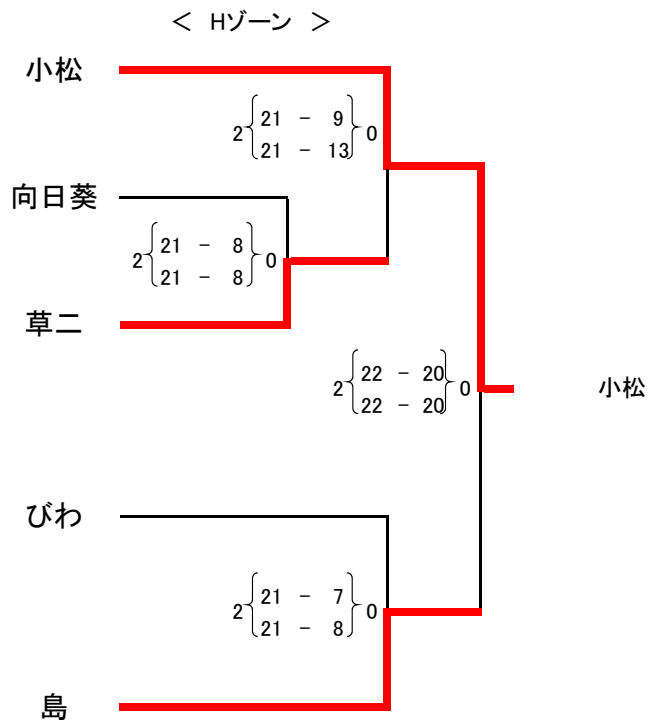 ＜ Hゾーン ＞
小松
2 21 － 9 0
21 － 13
向日葵
2 21 － 8 0
21 － 8
草二
2 22 － 20 0
22 － 20
小松
びわ
2 21 － 7 0
21 － 8
島